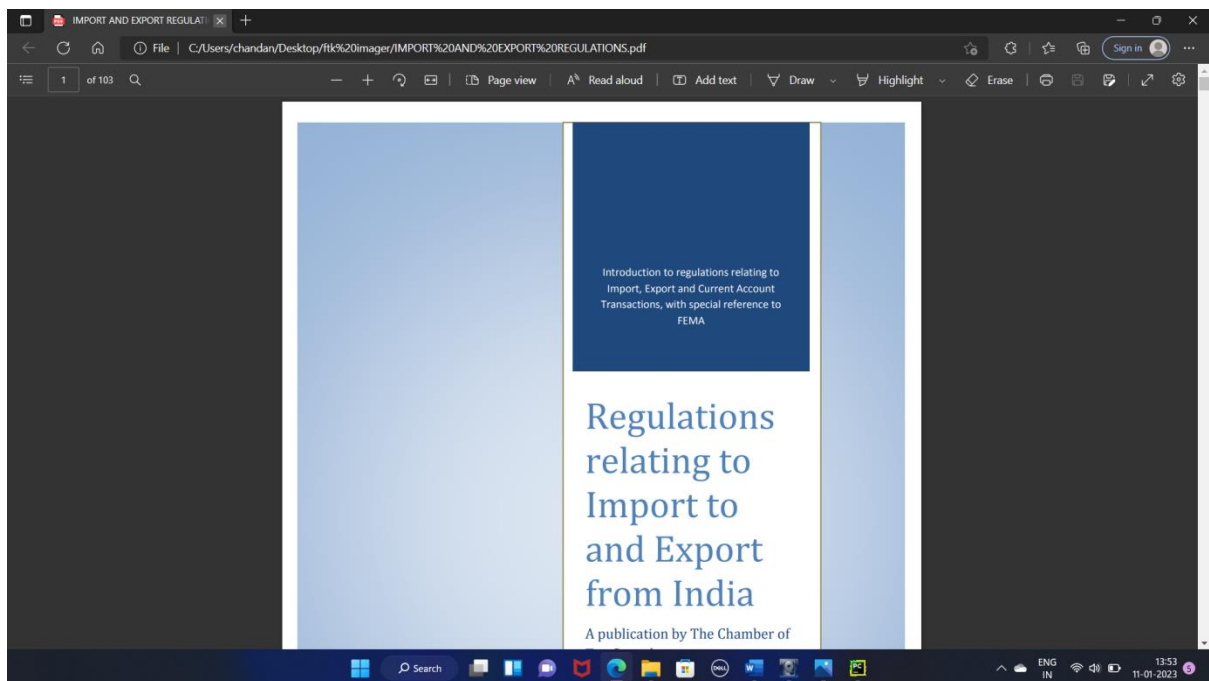 IMPORT AND EXPORT REGULATI
File | C:/Users/chandan/Desktop/ftk%20imager/IMPORT%20AND%20EXPORT%20REGULATIONS.pdf
Sign in
1 of 103
Page view
Read aloud
Add text
Draw
Highlight
Erase
Introduction to regulations relating to
Import, Export and Current Account
Transactions, with special reference to
FEMA
Regulations
relating to
Import to
and Export
from India
A publication by The Chamber of
Search
DELL
PC
ENG
IN
13:53
11-01-2023
5